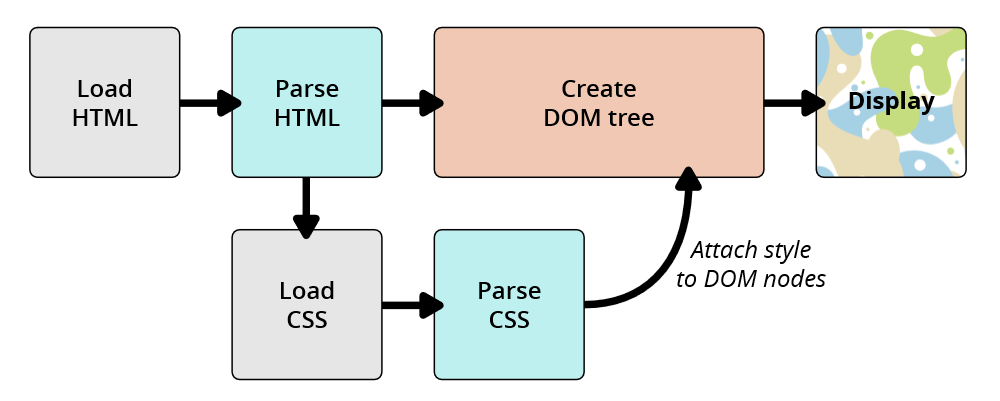 Load
HTML
Parse
HTML
Create
DOM tree
Display
Load
CSS
Parse
CSS
Attach style
to DOM nodes